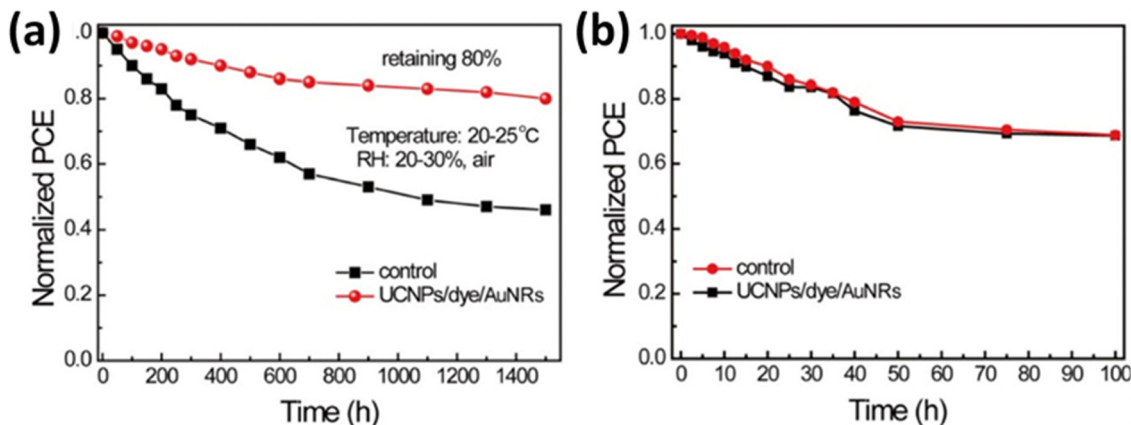 (a)
Normalized PCE
.0
0.8
0.6
0.4
0.2
0.0
retaining 80%
Temperature: 20-25°C
RH: 20-30%, air
control
UCNPs/dye/AuNRs
0 200 400 600 800 1000 1200 1400
Time (h)
(b)
Normalized PCE
1.0
0.8
0.6
0.4
0.2
0.0
control
UCNPs/dye/AuNRs
0 10 20 30 40 50 60 70 80 90 100
Time (h)